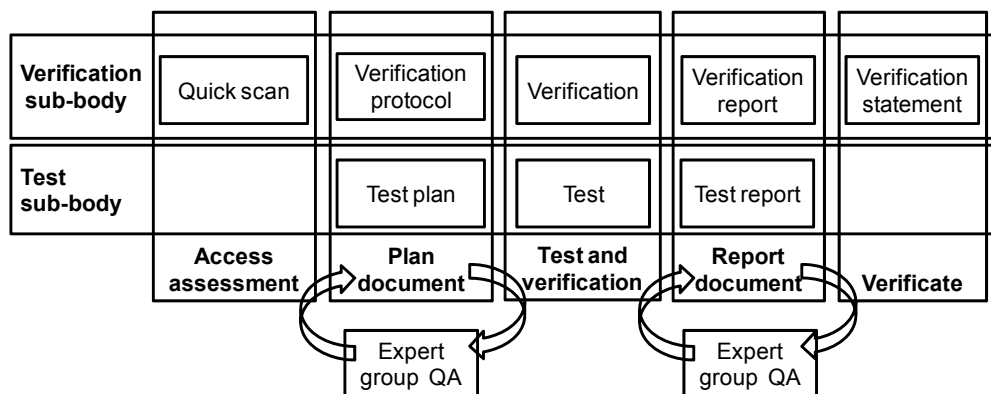 Verification
sub-body
Quick scan
Verification
protocol
Verification
Verification
report
Verification
statement
Test
sub-body
Test plan
Test
Test report
Access
assessment
Plan
document
Test and
verification
Report
document
Verificate
Expert
group QA
Expert
group QA